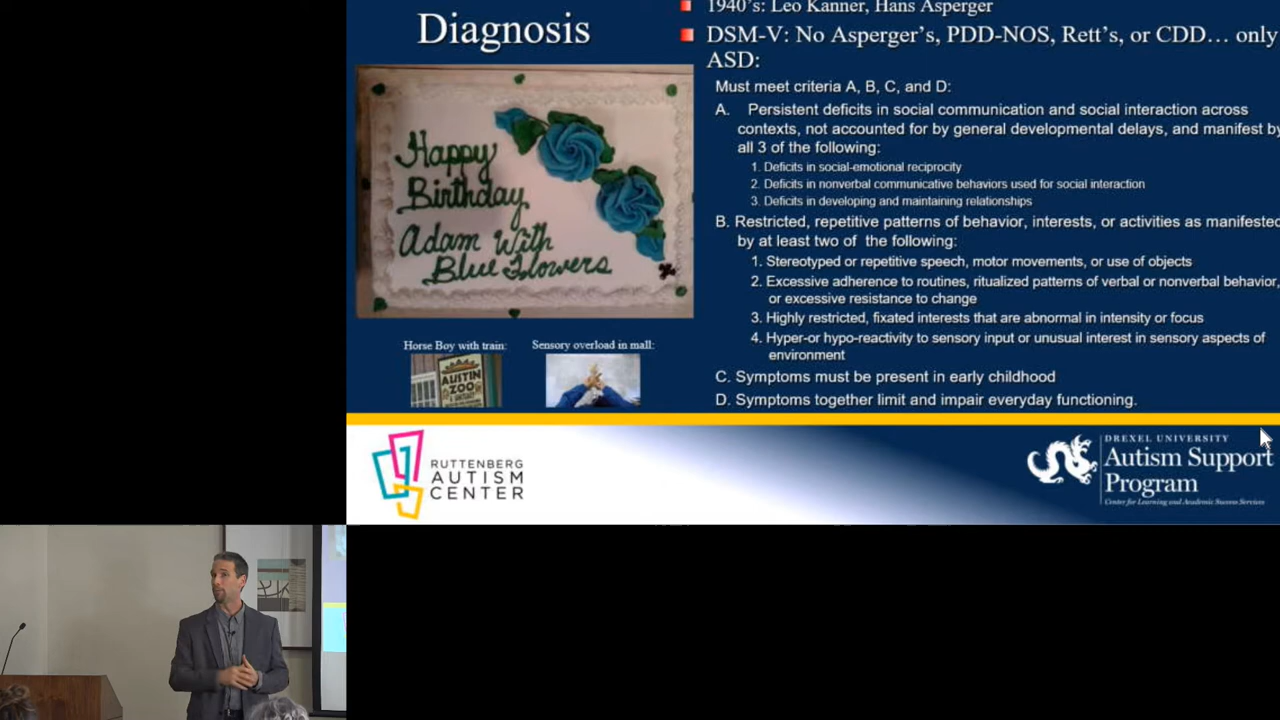 Diagnosis
1940's: Leo Kanner, Hans Asperger
DSM-V: No Asperger's, PDD-NOS, Rett's, or CDD… only
ASD:
Must meet criteria A, B, C, and D:
A. Persistent deficits in social communication and social interaction across
contexts, not accounted for by general developmental delays, and manifest by
all 3 of the following:
1. Deficits in social-emotional reciprocity
2. Deficits in nonverbal communicative behaviors used for social interaction
3. Deficits in developing and maintaining relationships
B. Restricted, repetitive patterns of behavior, interests, or activities as manifested
by at least two of the following:
1. Stereotyped or repetitive speech, motor movements, or use of objects
2. Excessive adherence to routines, ritualized patterns of verbal or nonverbal behavior,
or excessive resistance to change
3. Highly restricted, fixated interests that are abnormal in intensity or focus
4. Hyper-or hypo-reactivity to sensory input or unusual interest in sensory aspects of
environment
C. Symptoms must be present in early childhood
D. Symptoms together limit and impair everyday functioning.
Happy
Birthday
Adam With
Blue Flowers
Horse Boy with train:
Sensory overload in mall:
AUSTIN
ZOO
RUTTENBERG
AUTISM
CENTER
DREXEL UNIVERSITY
Autism Support
Program
Center for Learning and Academic Success Services